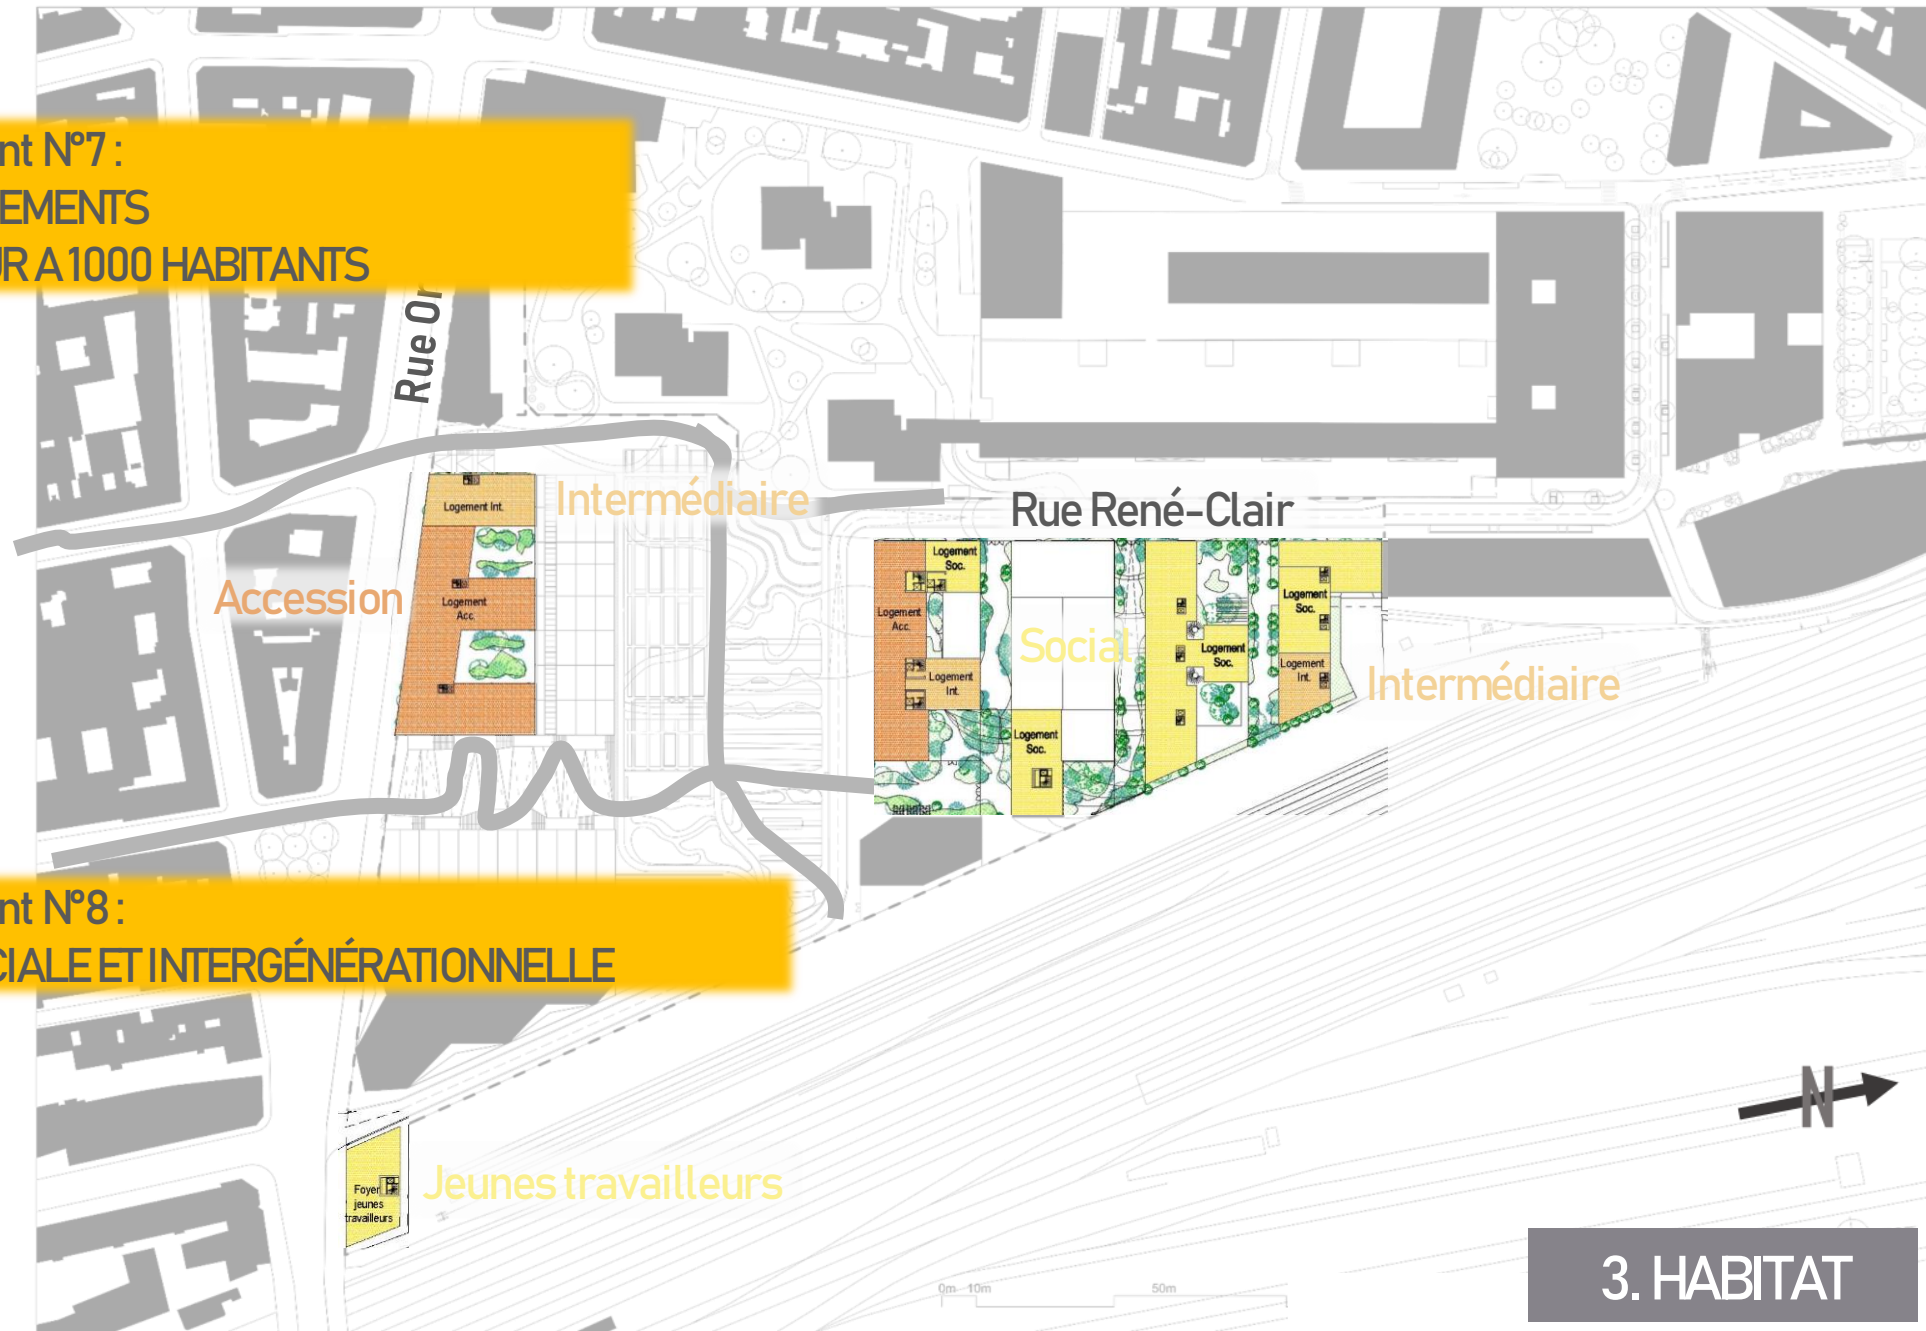 nt N°7 :
EMENTS
UR A 1000 HABITANTS
Rue Or
Logement Int.
Intermédiaire
Accession
Logement
Acc.
Rue René-Clair
Logement
Soc.
Logement
Acc.
Logement
Int.
Social
Logement
Soc.
Logement
Soc.
Logement
Soc.
Logement
Int.
Intermédiaire
nt N°8 :
CIALE ET INTERGÉNÉRATIONNELLE
Foyer
jeunes
travailleurs
Jeunes travailleurs
N
0m 10m 50m
3. HABITAT